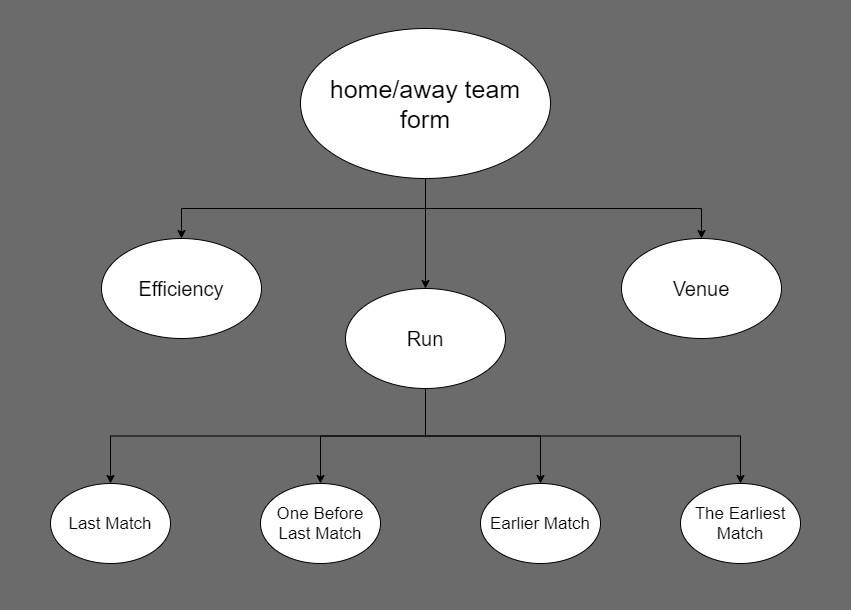 home/away team
form
Efficiency
Run
Venue
Last Match
One Before
Last Match
Earlier Match
The Earliest
Match